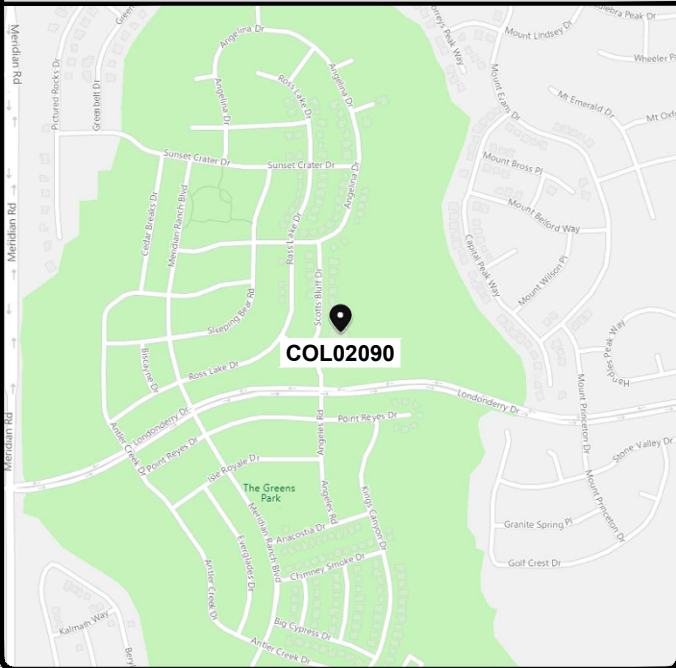 Meridian Rd
Pictured Rocks Dr
Greenbelt Dr
Angelina Dr
Mount Lindsey Dr
Wheeler P
Mt Emerald Dr
Mt Oxf
Mount Evans Dr
Ross Lake Dr
Angelina Dr
Angelina Dr
Sunset Crater Dr
Sunset Crater Dr
Mount Bross Pl
Angelina Dr
Meridian Rd
Cedar Breaks Dr
Meridian Ranch Blvd
Ross Lake Dr
Mount Belford Way
Capital Peak Way
Mount Wilson Pl
Scotts Bluff Dr
Sleeping Bear Rd
COL02090
Biscayne Dr
Ross Lake Dr
Mount Princeton Dr
Londonderry Dr
Londonderry Dr
Meridian Rd
Antler Creek Dr
Point Reyes Dr
Angeles Rd
Point Reyes Dr
Stone Valley Dr
Isle Royale Dr
The Greens
Park
Angeles Rd
Kings Canyon Dr
Mount Princeton Dr
Meridian Ranch Blvd
Anacostia Dr
Granite Spring Pl
Golf Crest Dr
Everglades Dr
Chimney Smoke Dr
Antler Creek Dr
Kalmath Way
Big Cypress Dr
Antler Creek Dr